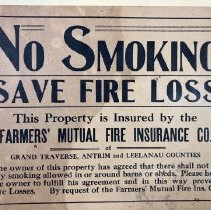 NO SMOKING
SAVE FIRE LOSS
This Property is Insured by the
FARMERS' MUTUAL FIRE INSURANCE CO.
of
GRAND TRAVERSE, ANTRIM and LEELANAU COUNTIES
he owner of this property has agreed that there shall not
y smoking allowed in or around barns or sheds. Please
e owner to fulfill his agreement and in this way prev
ire Losses. By request of the Farmers' Mutual Fire Ins. C